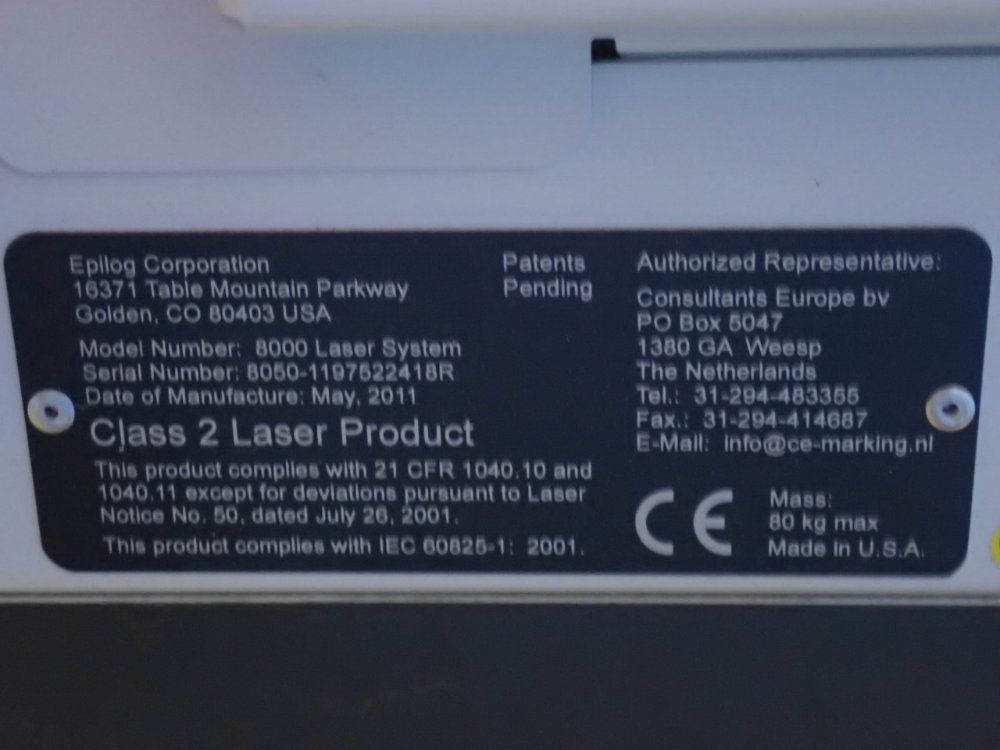 Epilog Corporation
16371 Table Mountain Parkway
Golden, CO 80403 USA
Patents
Pending
Model Number: 8000 Laser System
Serial Number: 8050-1197522418R
Date of Manufacture: May, 2011
Class 2 Laser Product
This product complies with 21 CFR 1040.10 and
1040.11 except for deviations pursuant to Laser
Notice No. 50, dated July 26, 2001.
This product complies with IEC 60825-1: 2001.
Authorized Representative:
Consultants Europe bv
PO Box 5047
1380 GA Weesp
The Netherlands
Tel.: 31-294-483355
Fax.: 31-294-414687
E-Mail: info@ce-marking.nl
CE
Mass:
80 kg max
Made in U.S.A.